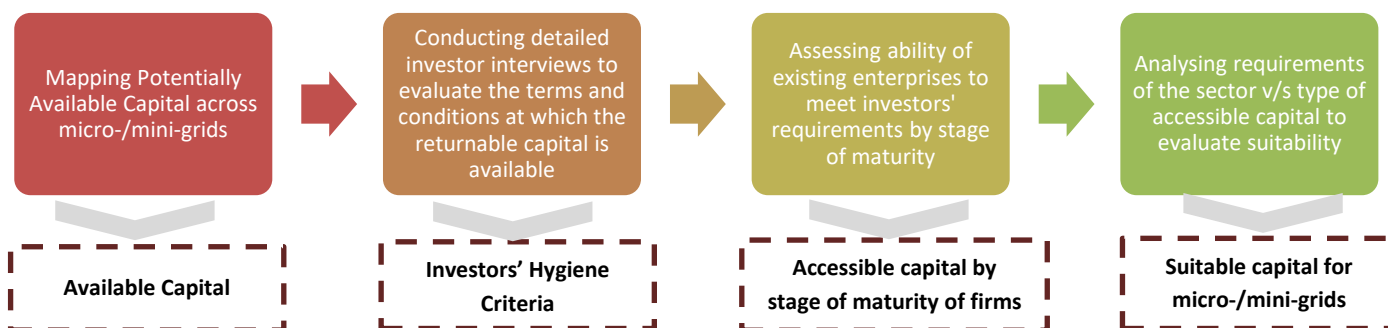 Mapping Potentially
Available Capital across
micro-/mini-grids
Conducting detailed
investor interviews to
evaluate the terms and
conditions at which the
returnable capital is
available
Assessing ability of
existing enterprises to
meet investors'
requirements by stage
of maturity
Analysing requirements
of the sector v/s type of
accessible capital to
evaluate suitability
Available Capital
Investors’ Hygiene
Criteria
Accessible capital by
stage of maturity of firms
Suitable capital for
micro-/mini-grids